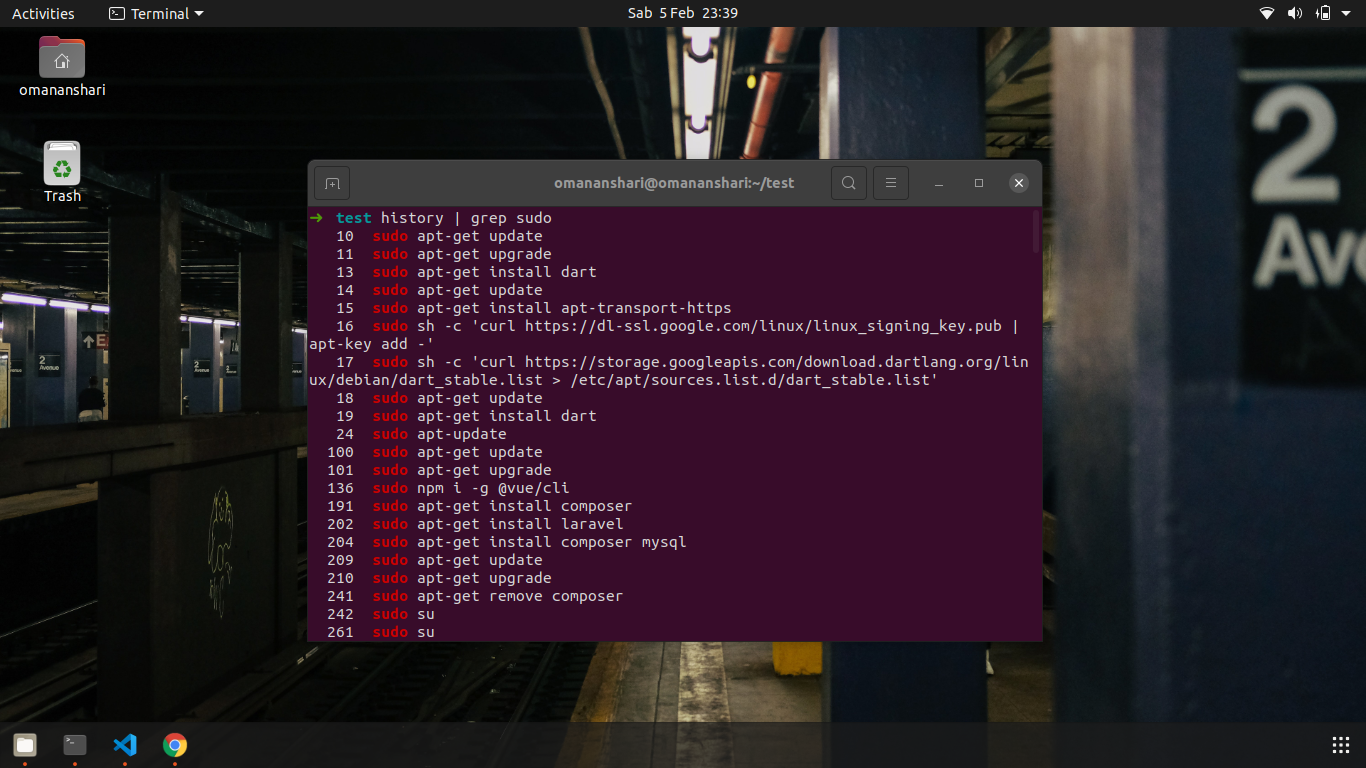 Activities
Terminal
Sab 5 Feb 23:39
omananshari
Trash
omananshari@omananshari:~/test
➜ test history | grep sudo
10 sudo apt-get update
11 sudo apt-get upgrade
13 sudo apt-get install dart
14 sudo apt-get update
15 sudo apt-get install apt-transport-https
16 sudo sh -c 'curl https://dl-ssl.google.com/linux/linux_signing_key.pub |
apt-key add -'
17 sudo sh -c 'curl https://storage.googleapis.com/download.dartlang.org/lin
ux/debian/dart_stable.list > /etc/apt/sources.list.d/dart_stable.list'
18 sudo apt-get update
19 sudo apt-get install dart
24 sudo apt-update
100 sudo apt-get update
101 sudo apt-get upgrade
136 sudo npm i -g @vue/cli
191 sudo apt-get install composer
202 sudo apt-get install laravel
204 sudo apt-get install composer mysql
209 sudo apt-get update
210 sudo apt-get upgrade
241 sudo apt-get remove composer
242 sudo su
261 sudo su
2
Ave
2
Avenue